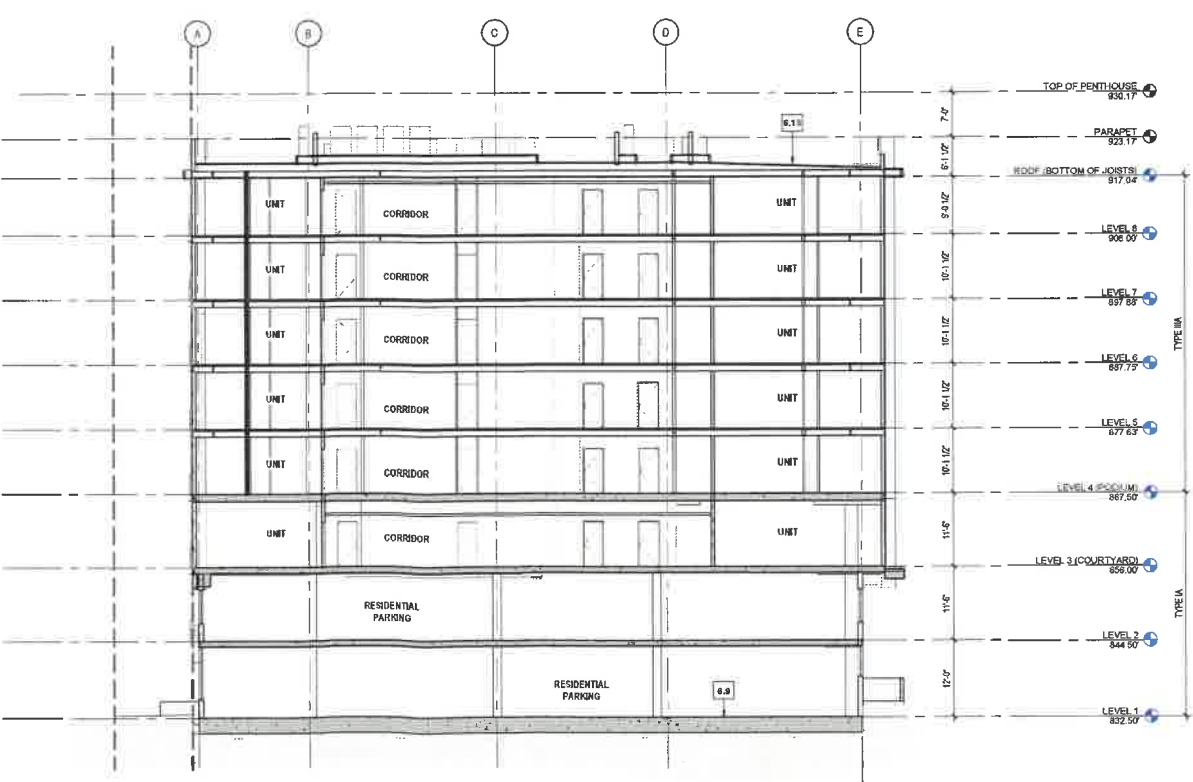 A B C D E
TOP OF PENTHOUSE
930.17'
7'-0"
6.1
PARAPET
923.17'
6'-1 1/2"
ROOF (BOTTOM OF JOISTS)
917.04'
UNIT
CORRIDOR
UNIT
9'-0 1/2"
LEVEL 8
908.00'
UNIT
CORRIDOR
UNIT
10'-1 1/2"
LEVEL 7
897.88'
UNIT
CORRIDOR
UNIT
10'-1 1/2"
TYPE IIIA
LEVEL 6
887.75'
UNIT
CORRIDOR
UNIT
10'-1 1/2"
LEVEL 5
877.63'
UNIT
CORRIDOR
UNIT
10'-1 1/2"
LEVEL 4 (PODIUM)
867.50'
UNIT
CORRIDOR
UNIT
11'-6"
LEVEL 3 (COURTYARD)
856.00'
RESIDENTIAL
PARKING
11'-6"
TYPE IA
LEVEL 2
844.50'
RESIDENTIAL
PARKING
6.9
12'-0"
LEVEL 1
832.50'